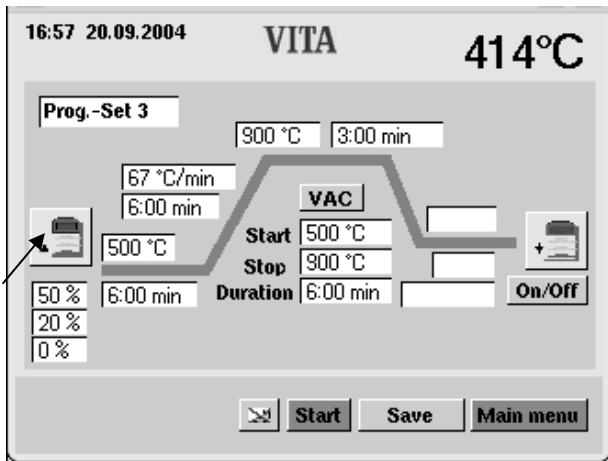 16:57 20.09.2004
VITA
414°C
Prog.-Set 3
900 °C
3:00 min
67 °C/min
6:00 min
VAC
500 °C
Start 500 °C
Stop 900 °C
Duration 6:00 min
6:00 min
On/Off
50 %
20 %
0 %
Start
Save
Main menu